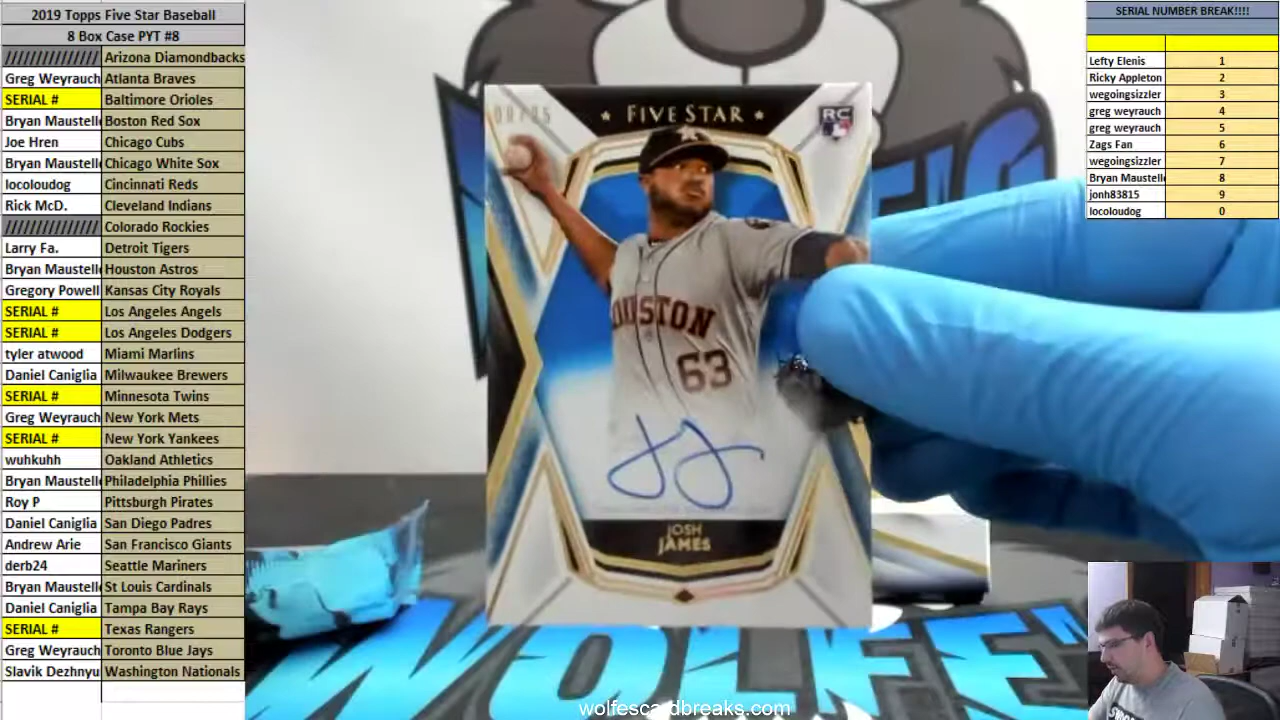 2019 Topps Five Star Baseball
8 Box Case PYT #8
/////////////// Arizona Diamondbacks
Greg Weyrauch Atlanta Braves
SERIAL # Baltimore Orioles
Bryan Maustelle Boston Red Sox
Joe Hren Chicago Cubs
Bryan Maustelle Chicago White Sox
locoloudog Cincinnati Reds
Rick McD. Cleveland Indians
/////////////// Colorado Rockies
Larry Fa. Detroit Tigers
Bryan Maustelle Houston Astros
Gregory Powell Kansas City Royals
SERIAL # Los Angeles Angels
SERIAL # Los Angeles Dodgers
tyler atwood Miami Marlins
Daniel Caniglia Milwaukee Brewers
SERIAL # Minnesota Twins
Greg Weyrauch New York Mets
SERIAL # New York Yankees
wuhkuhh Oakland Athletics
Bryan Maustelle Philadelphia Phillies
Roy P Pittsburgh Pirates
Daniel Caniglia San Diego Padres
Andrew Arie San Francisco Giants
derb24 Seattle Mariners
Bryan Maustelle St Louis Cardinals
Daniel Caniglia Tampa Bay Rays
SERIAL # Texas Rangers
Greg Weyrauch Toronto Blue Jays
Slavik Dezhnyu Washington Nationals
FIVE STAR
RC
HOUSTON
63
JOSH
JAMES
WOLFE
wolfescardbreaks.com
SERIAL NUMBER BREAK!!!!
Lefty Elenis 1
Ricky Appleton 2
wegoingsizzler 3
greg weyrauch 4
greg weyrauch 5
Zags Fan 6
wegoingsizzler 7
Bryan Maustelle 8
jonh83815 9
locoloudog 0